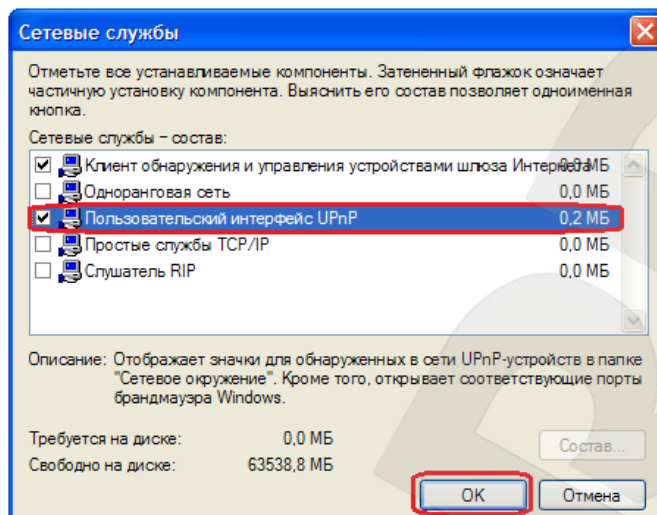 Сетевые службы
Отметьте все устанавливаемые компоненты. Затененный флажок означает
частичную установку компонента. Выяснить его состав позволяет одноименная
кнопка.
Сетевые службы – состав:
Клиент обнаружения и управления устройствами шлюза Интернета 0,0 МБ
Одноранговая сеть 0,0 МБ
Пользовательский интерфейс UPnP 0,2 МБ
Простые службы TCP/IP 0,0 МБ
Слушатель RIP 0,0 МБ
Описание: Отображает значки для обнаруженных в сети UPnP-устройств в папке
"Сетевое окружение". Кроме того, открывает соответствующие порты
брандмауэра Windows.
Требуется на диске: 0,0 МБ
Состав...
Свободно на диске: 63538,8 МБ
OK Отмена